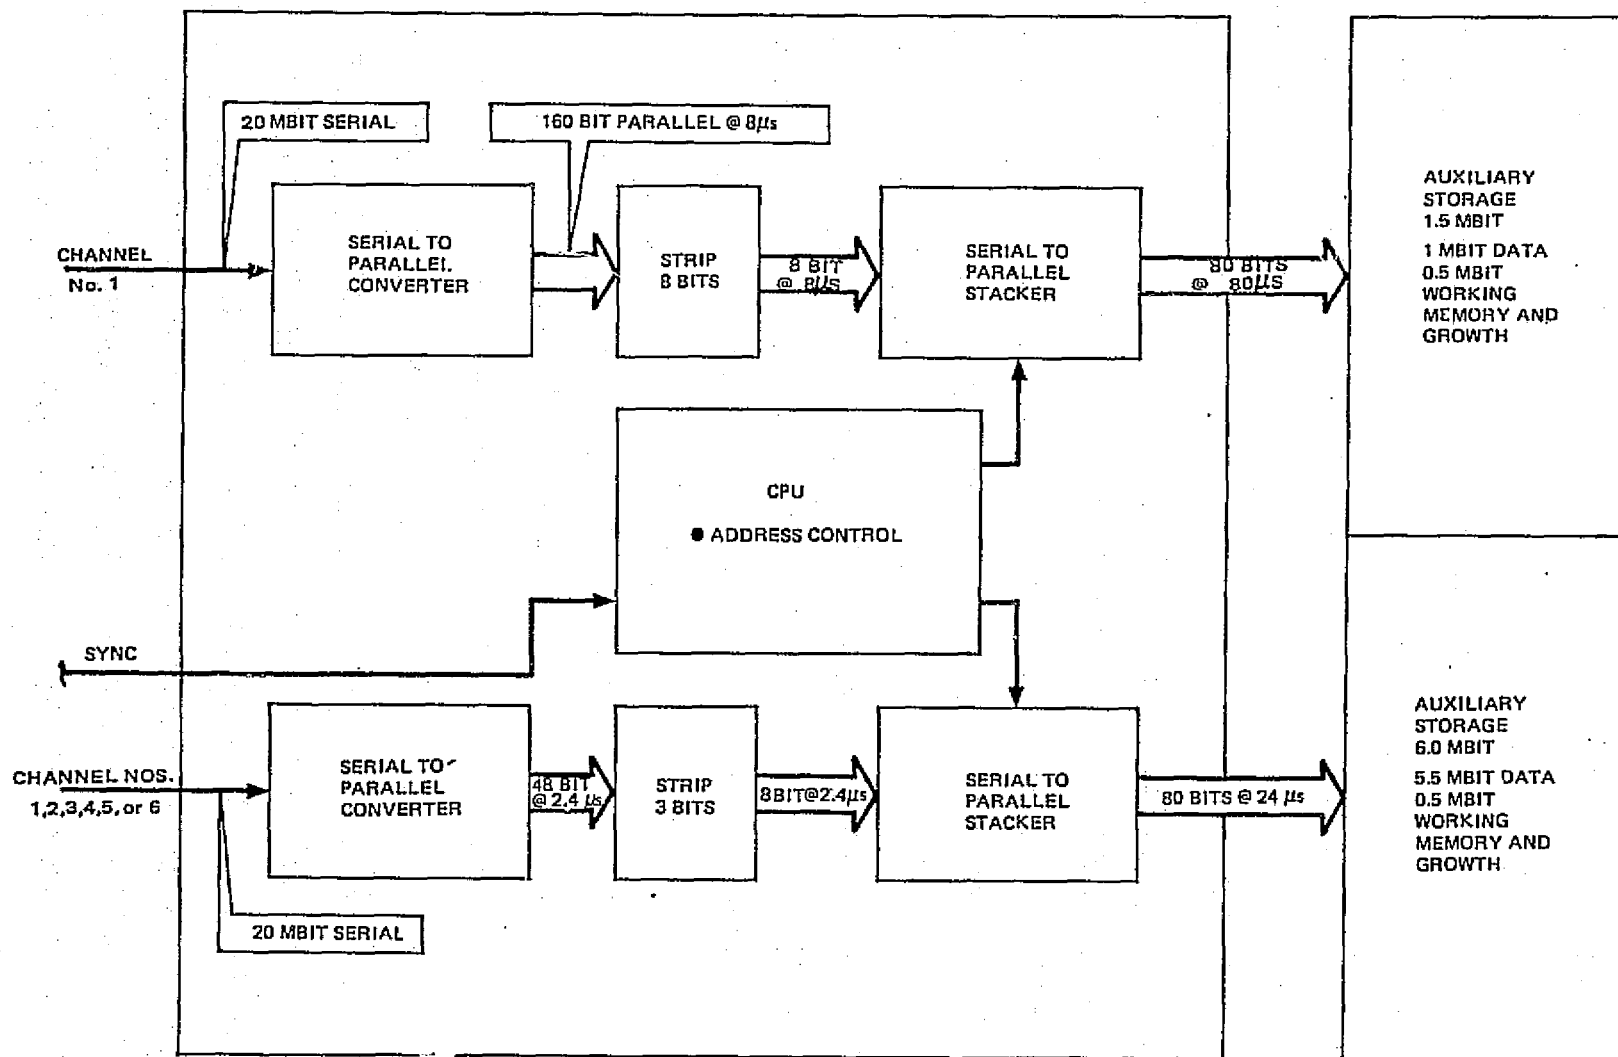 20 MBIT SERIAL
160 BIT PARALLEL @ 8μs
CHANNEL
No. 1
SERIAL TO
PARALLEL
CONVERTER
STRIP
8 BITS
8 BIT
@ 8μS
SERIAL TO
PARALLEL
STACKER
80 BITS
@ 80μS
AUXILIARY
STORAGE
1.5 MBIT
1 MBIT DATA
0.5 MBIT
WORKING
MEMORY AND
GROWTH
CPU
● ADDRESS CONTROL
SYNC
CHANNEL NOS.
1,2,3,4,5, or 6
SERIAL TO
PARALLEL
CONVERTER
48 BIT
@ 2.4 μs
STRIP
3 BITS
8BIT@2.4μs
SERIAL TO
PARALLEL
STACKER
80 BITS @ 24 μs
AUXILIARY
STORAGE
6.0 MBIT
5.5 MBIT DATA
0.5 MBIT
WORKING
MEMORY AND
GROWTH
20 MBIT SERIAL